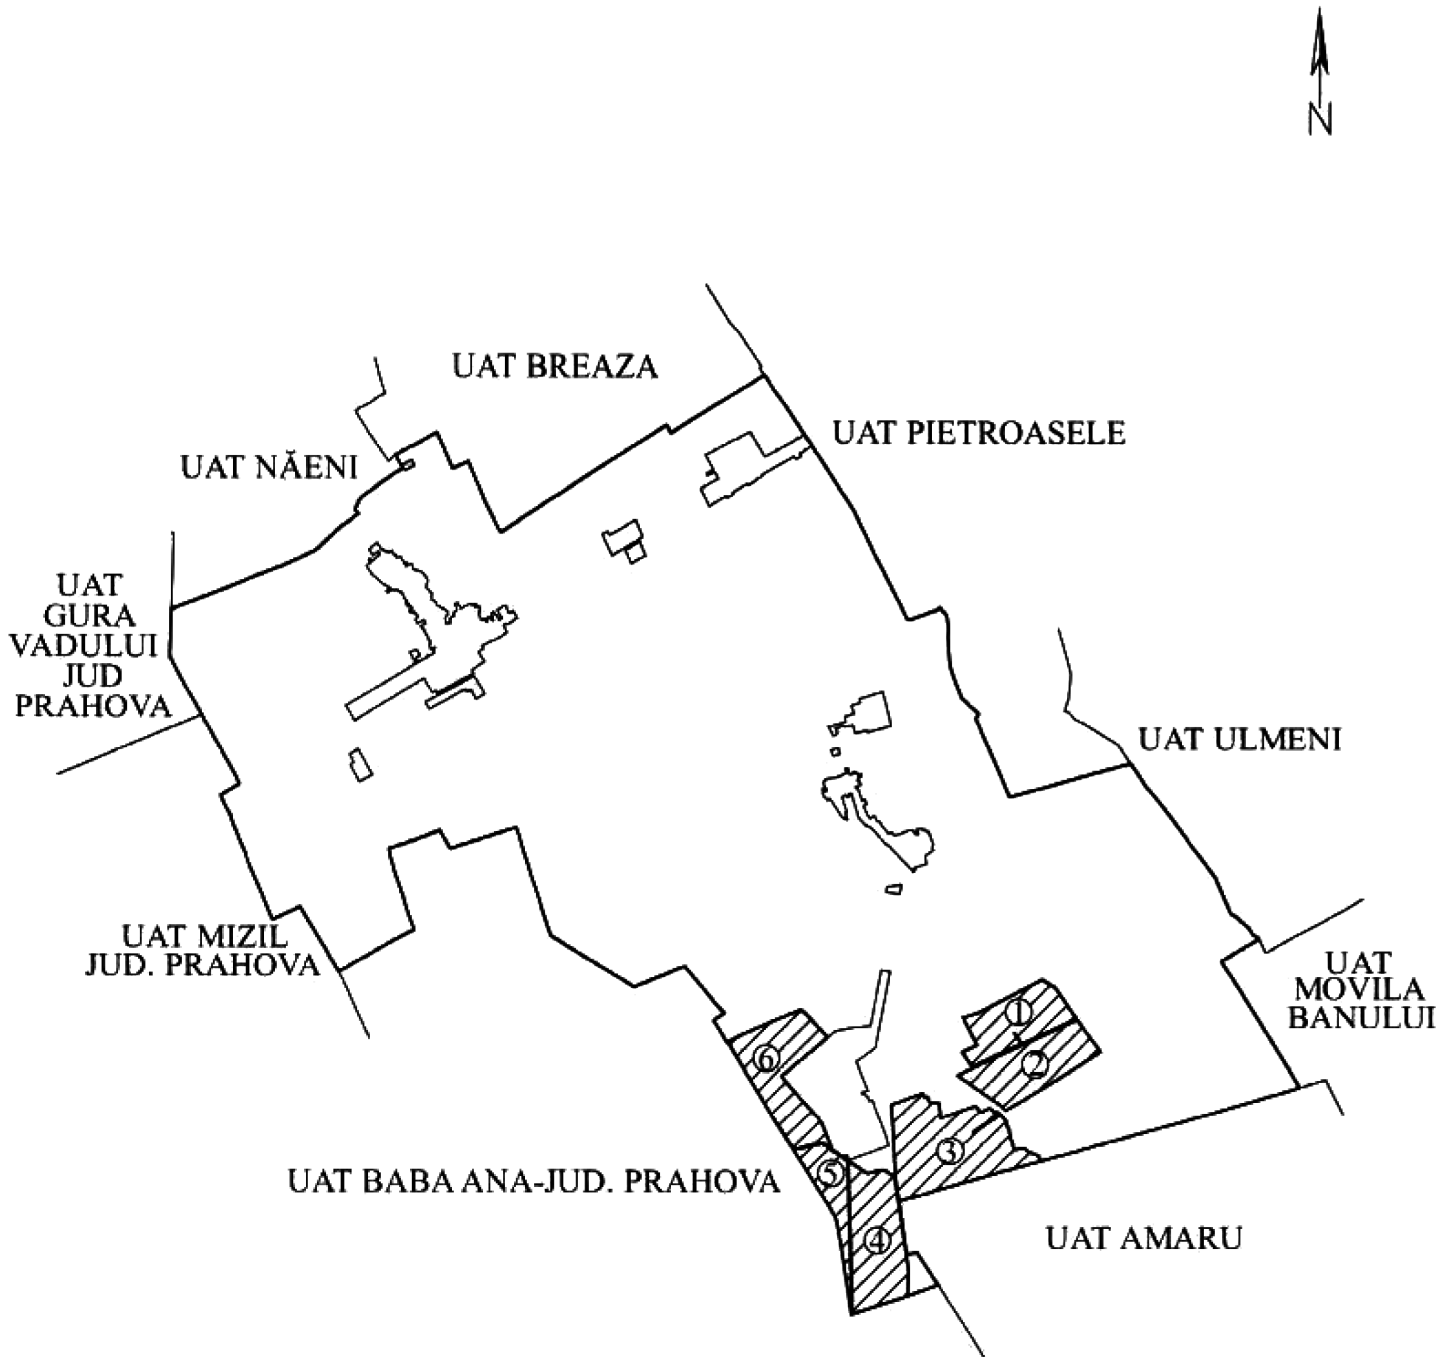 N
UAT BREAZA
UAT PIETROASELE
UAT NĂENI
UAT
GURA
VADULUI
JUD
PRAHOVA
UAT ULMENI
UAT MIZIL
JUD. PRAHOVA
UAT
MOVILA
BANULUI
1
2
6
3
5
UAT BABA ANA-JUD. PRAHOVA
4
UAT AMARU